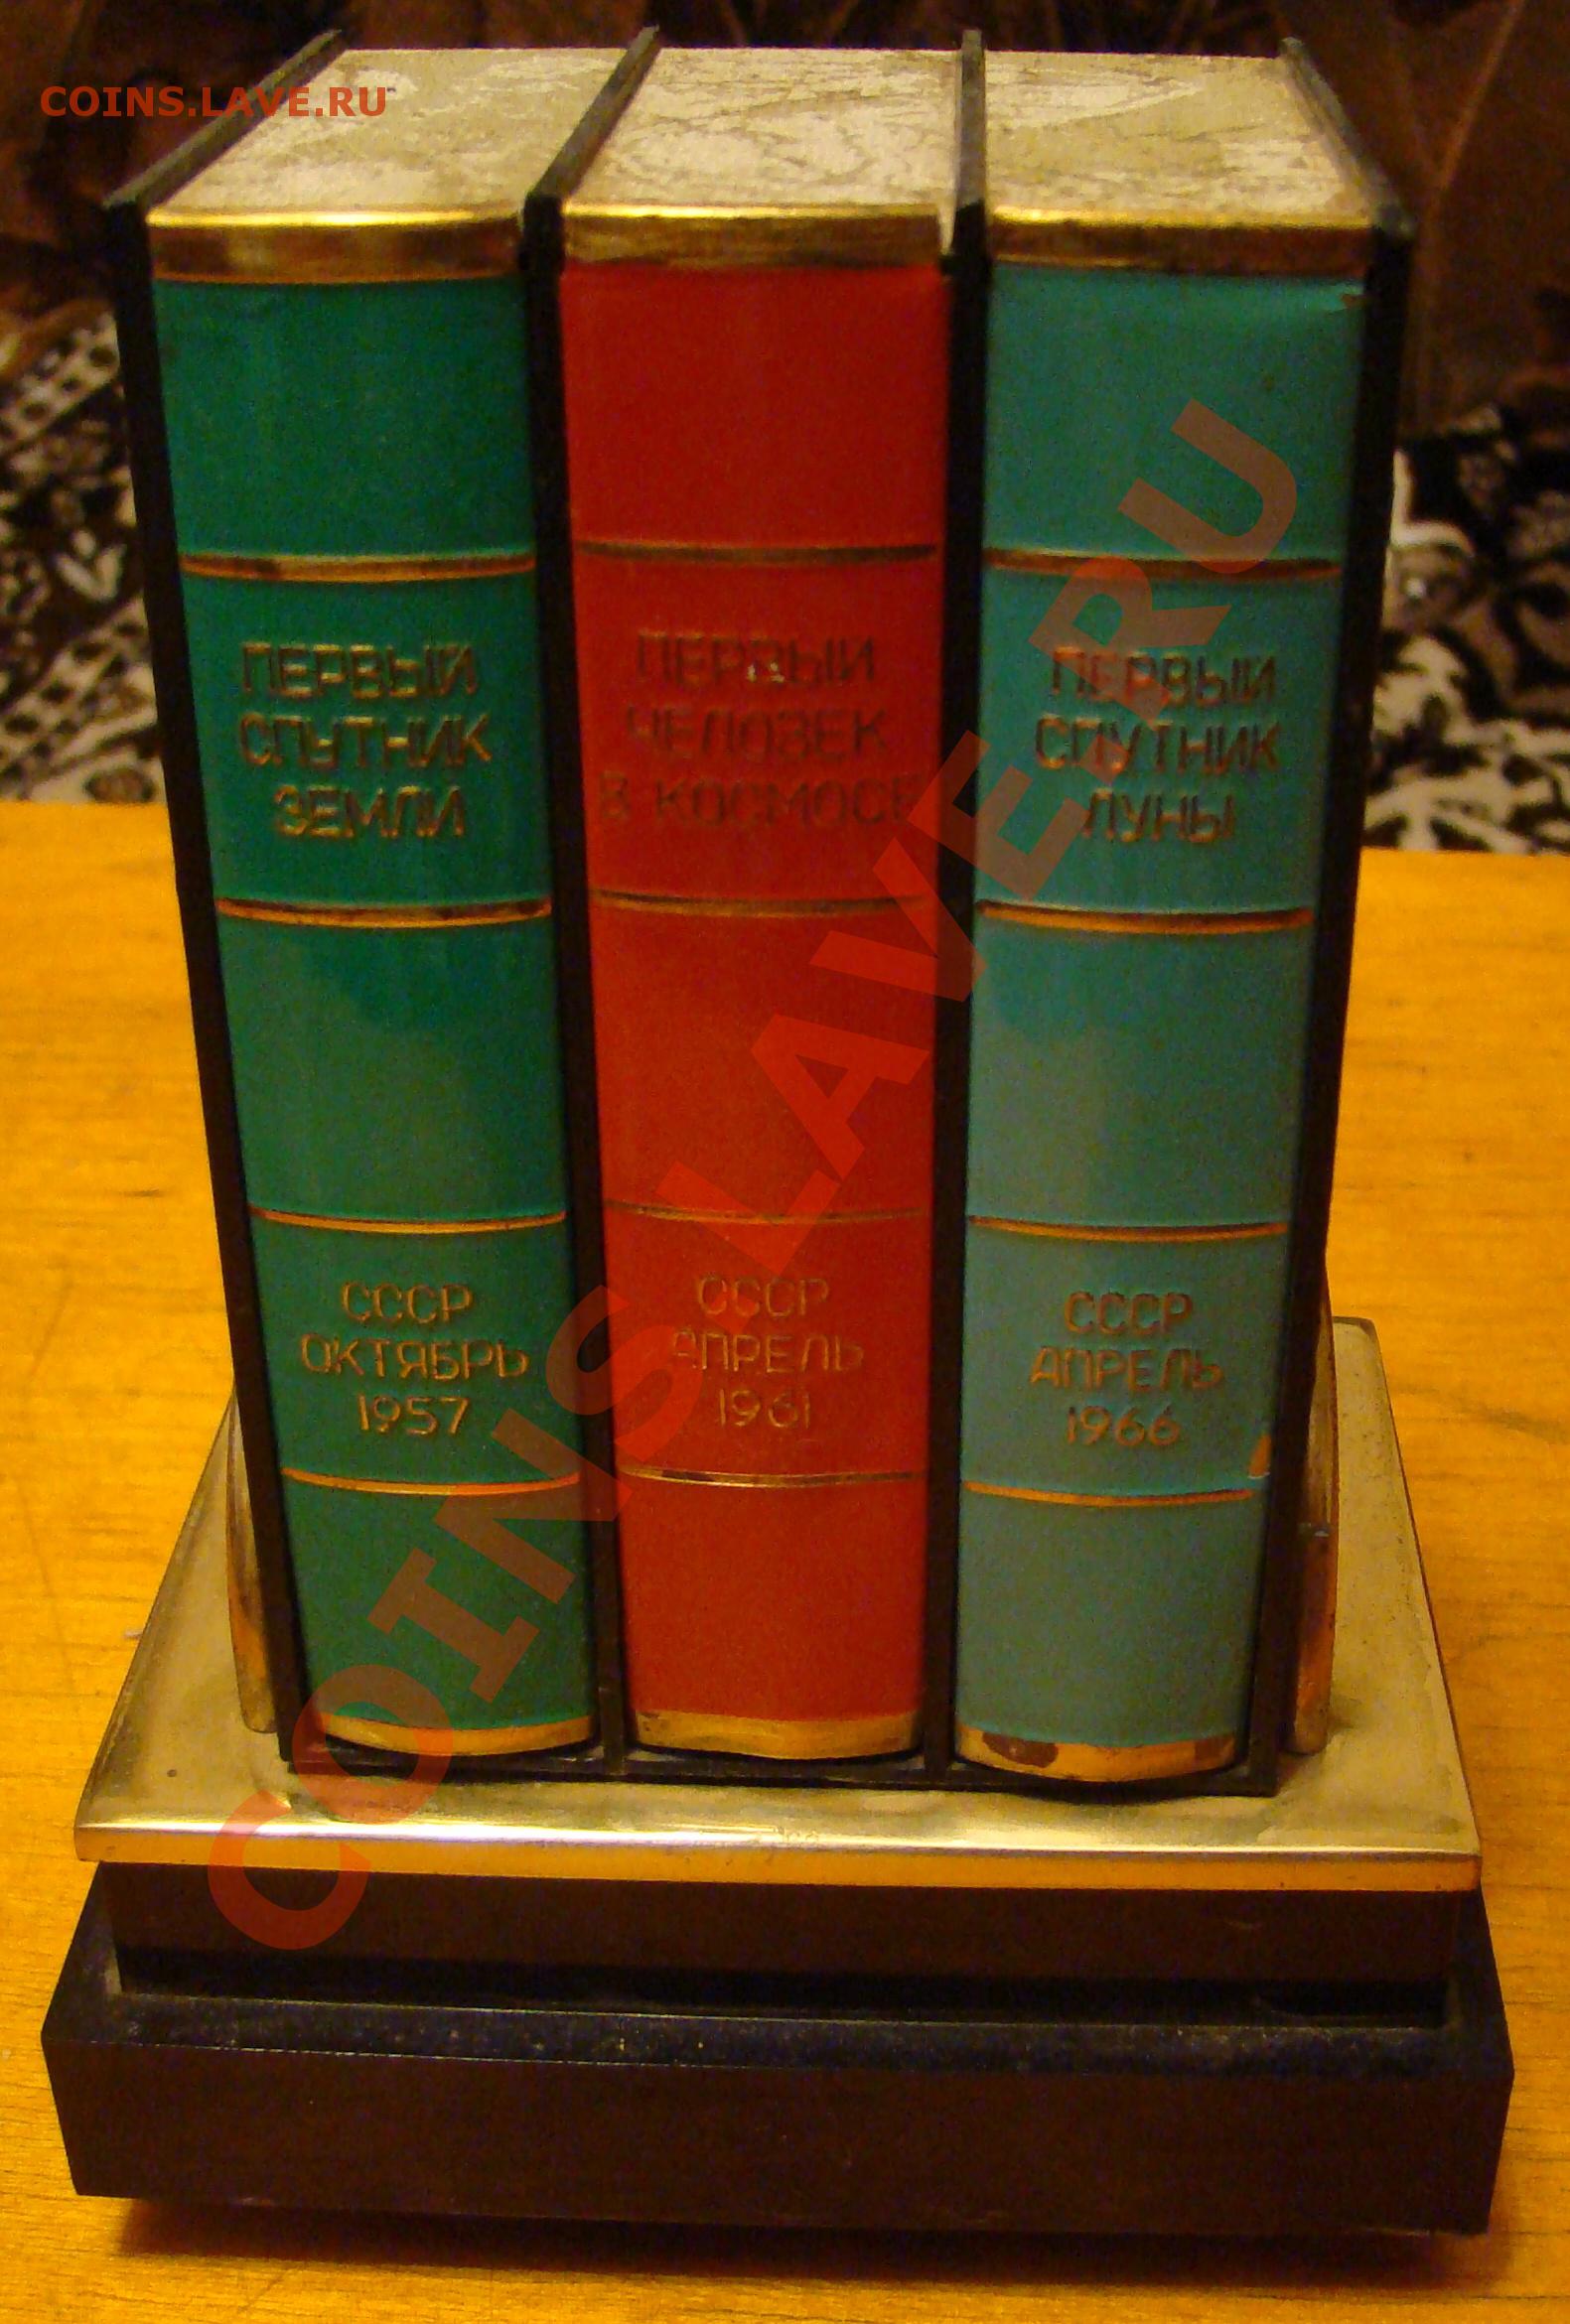 COINS.LAVE.RU
ПЕРВЫЙ
СПУТНИК
ЗЕМЛИ
СССР
ОКТЯБРЬ
1957
ПЕРВЫЙ
ЧЕЛОВЕК
В КОСМОСЕ
СССР
АПРЕЛЬ
1961
ПЕРВЫЙ
СПУТНИК
ЛУНЫ
СССР
АПРЕЛЬ
1966
COINS.LAVE.RU